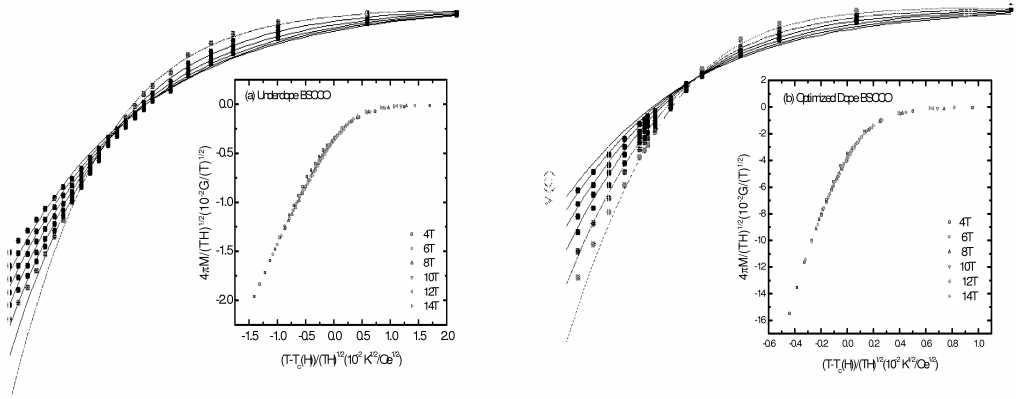 (a) Underdope BSCCO
0.0
-0.5
-1.0
-1.5
-2.0
4πM/(TH)^1/2(10^-2G/(T)^1/2)
4T
6T
8T
10T
12T
14T
-1.5 -1.0 -0.5 0.0 0.5 1.0 1.5 2.0
(T-Tc(H))/(TH)^1/2(10^-2 K^1/2/Oe^1/2)
(b) Optimized Dope BSCCO
2
0
-2
-4
-6
-8
-10
-12
-14
-16
4πM/(TH)^1/2(10^-2G/(T)^1/2)
4T
6T
8T
10T
12T
14T
-0.6 -0.4 -0.2 0.0 0.2 0.4 0.6 0.8 1.0
(T-Tc(H))/(TH)^1/2(10^-2 K^1/2/Oe^1/2)